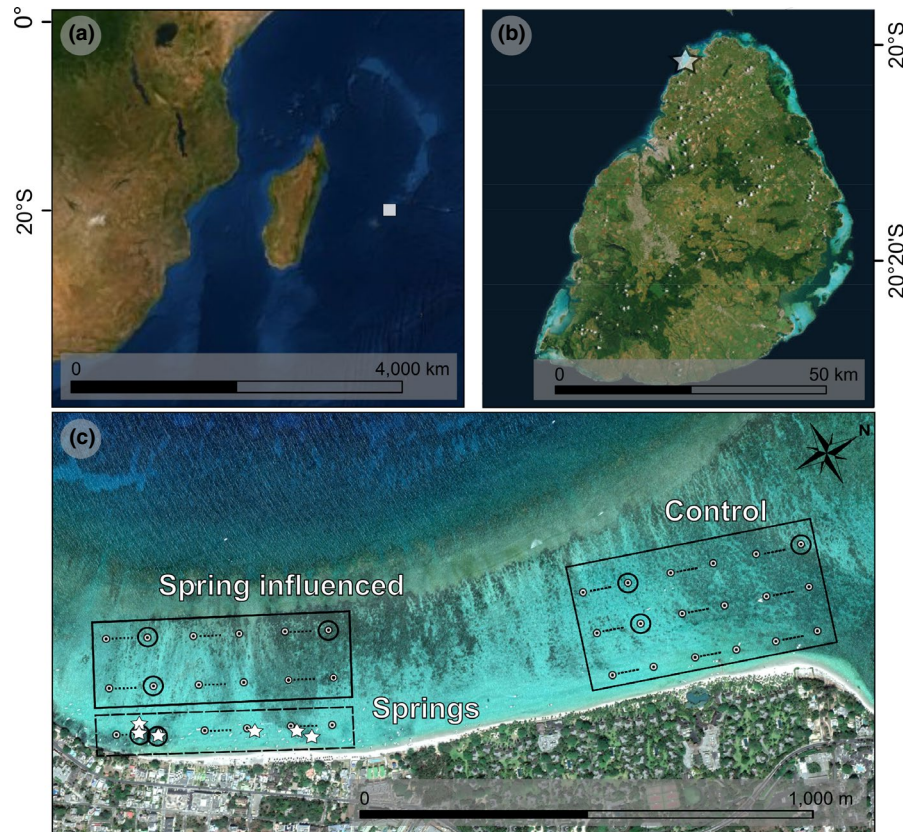 (a)
0°
20°S
0 4,000 km
(b)
20°S
20°20'S
0 50 km
(c)
N
Control
Spring influenced
Springs
0 1,000 m